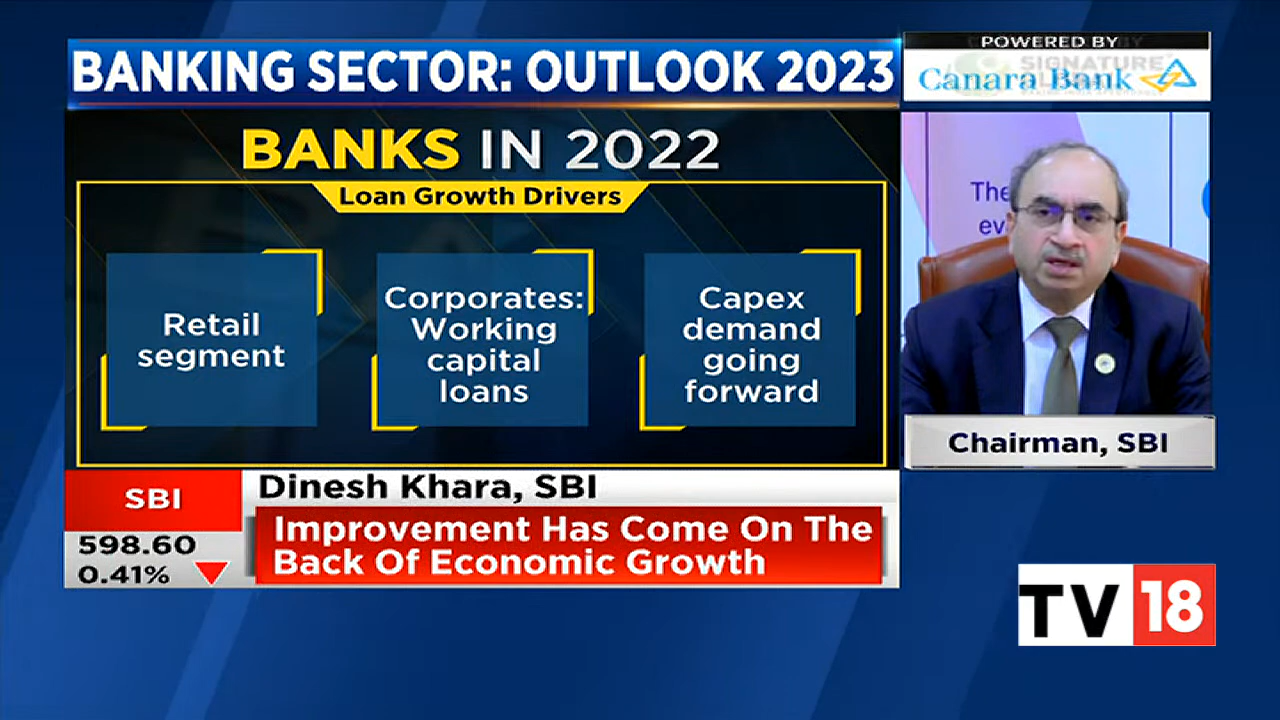 BANKING SECTOR: OUTLOOK 2023
POWERED BY
Canara Bank
BANKS IN 2022
Loan Growth Drivers
Retail
segment
Corporates:
Working
capital
loans
Capex
demand
going
forward
The
Chairman, SBI
SBI
598.60
0.41%
Dinesh Khara, SBI
Improvement Has Come On The
Back Of Economic Growth
TV18